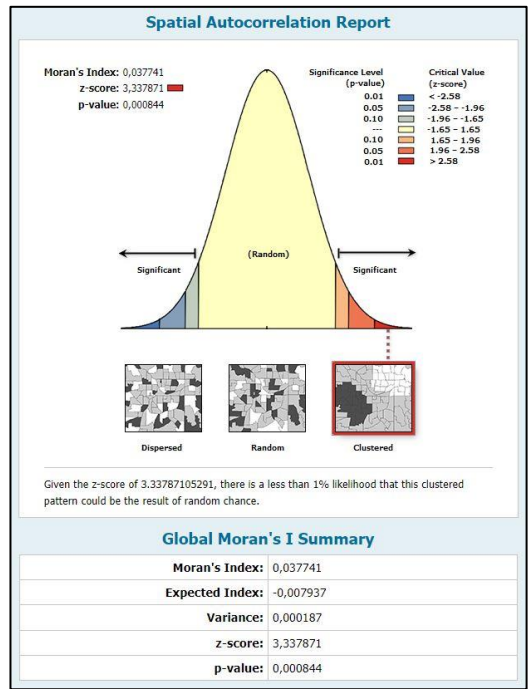 Spatial Autocorrelation Report
Moran's Index: 0,037741
z-score: 3,337871
p-value: 0,000844
Significance Level (p-value)
Critical Value (z-score)
0.01 < -2.58
0.05 -2.58 – -1.96
0.10 -1.96 – -1.65
--- -1.65 – 1.65
0.10 1.65 – 1.96
0.05 1.96 – 2.58
0.01 > 2.58
Significant
(Random)
Significant
Dispersed
Random
Clustered
Given the z-score of 3.33787105291, there is a less than 1% likelihood that this clustered
pattern could be the result of random chance.
Global Moran's I Summary
Moran's Index: 0,037741
Expected Index: -0,007937
Variance: 0,000187
z-score: 3,337871
p-value: 0,000844